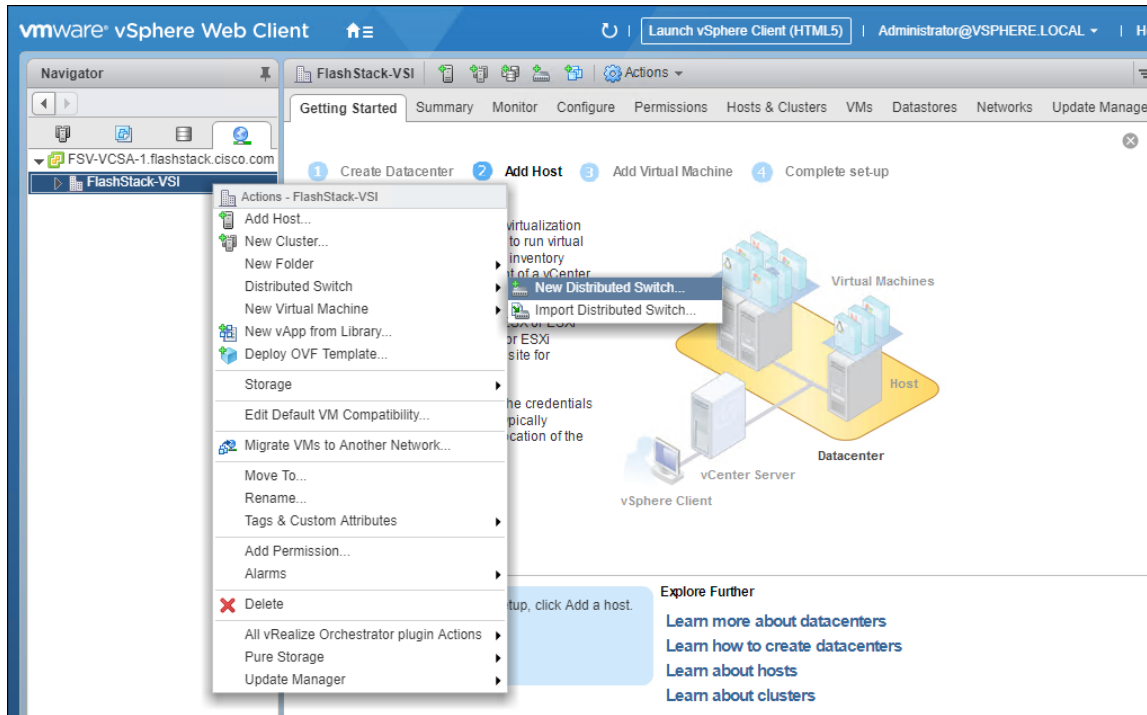 vmware® vSphere Web Client
Launch vSphere Client (HTML5)
Administrator@VSPHERE.LOCAL
Navigator
FSV-VCSA-1.flashstack.cisco.com
FlashStack-VSI
FlashStack-VSI
Actions
Getting Started Summary Monitor Configure Permissions Hosts & Clusters VMs Datastores Networks Update Manage
1 Create Datacenter 2 Add Host 3 Add Virtual Machine 4 Complete set-up
Actions - FlashStack-VSI
Add Host...
New Cluster...
New Folder
Distributed Switch
New Virtual Machine
New vApp from Library...
Deploy OVF Template...
Storage
Edit Default VM Compatibility...
Migrate VMs to Another Network...
Move To...
Rename...
Tags & Custom Attributes
Add Permission...
Alarms
Delete
All vRealize Orchestrator plugin Actions
Pure Storage
Update Manager
New Distributed Switch...
Import Distributed Switch...
virtualization
to run virtual
inventory
of a vCenter
or ESXi
site for
he credentials
pically
cation of the
Virtual Machines
Host
Datacenter
vCenter Server
vSphere Client
tup, click Add a host.
Explore Further
Learn more about datacenters
Learn how to create datacenters
Learn about hosts
Learn about clusters